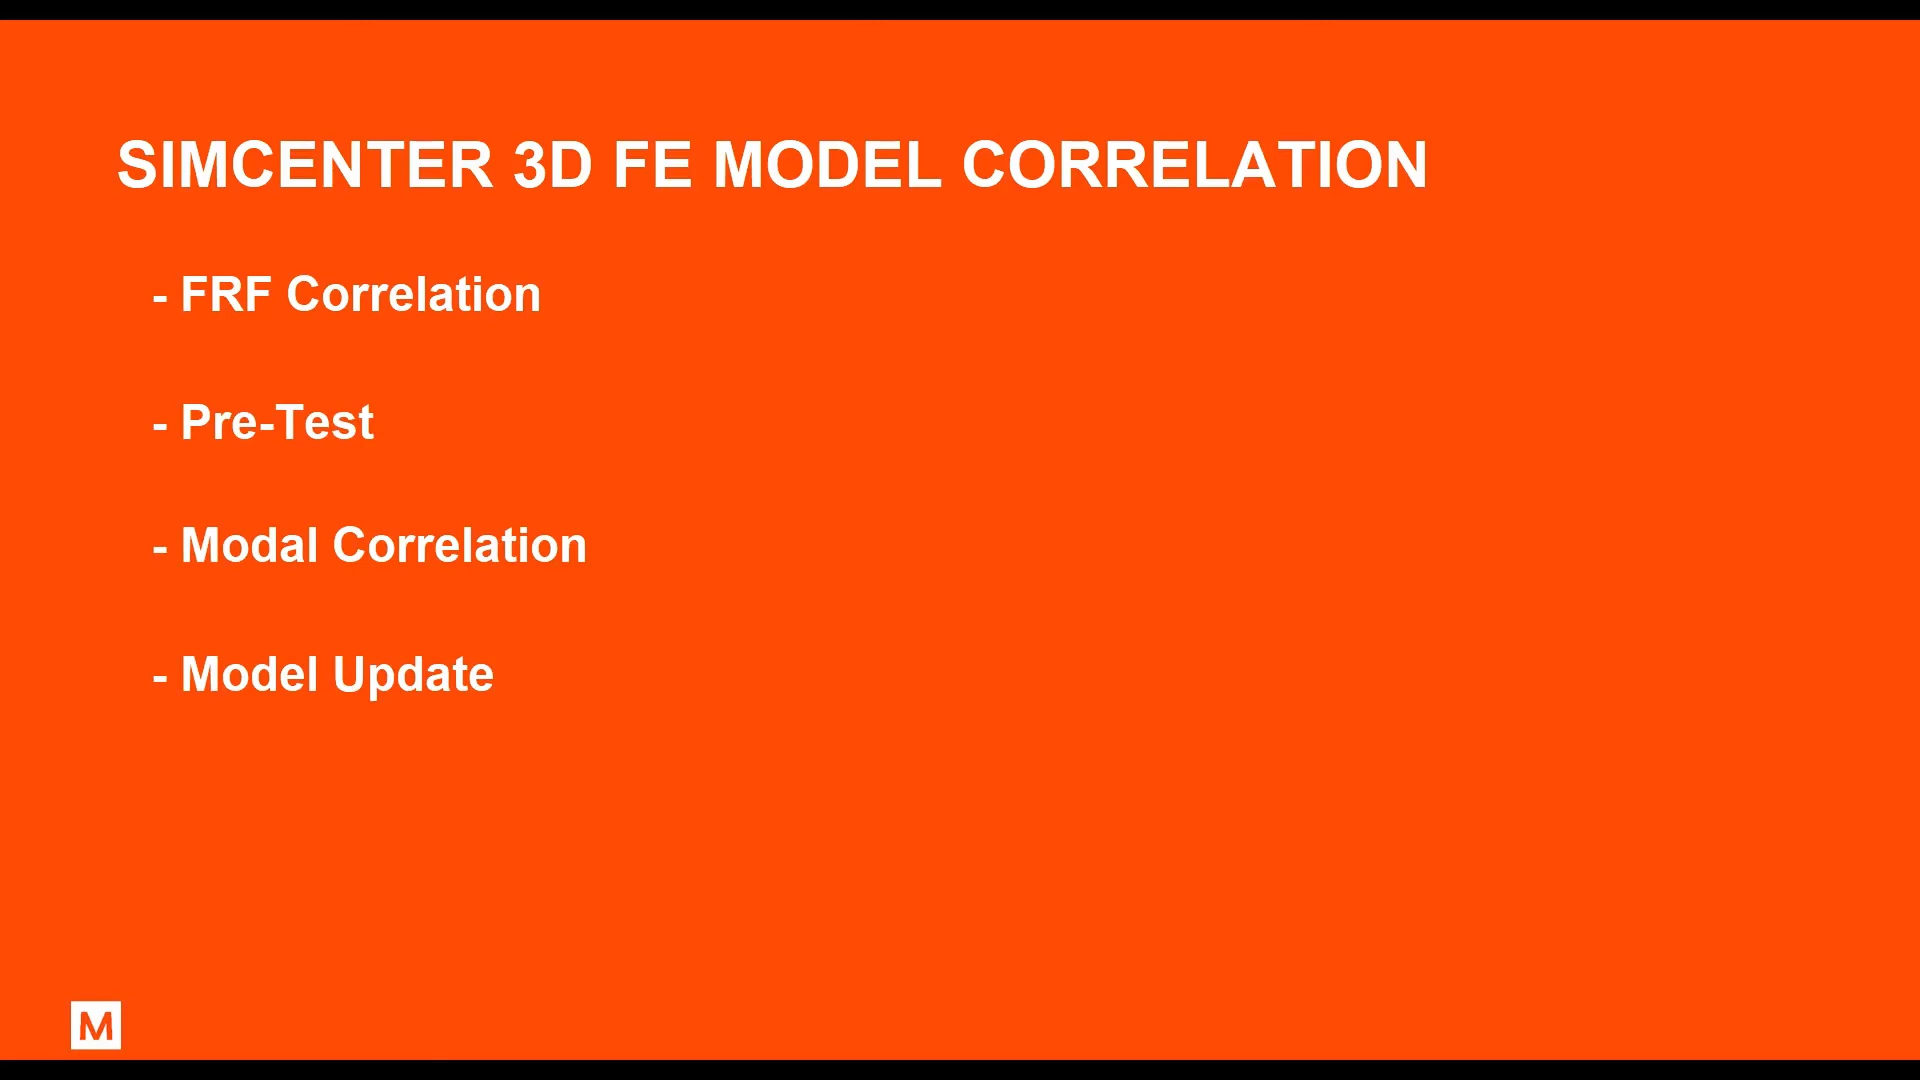 SIMCENTER 3D FE MODEL CORRELATION
- FRF Correlation
- Pre-Test
- Modal Correlation
- Model Update
M